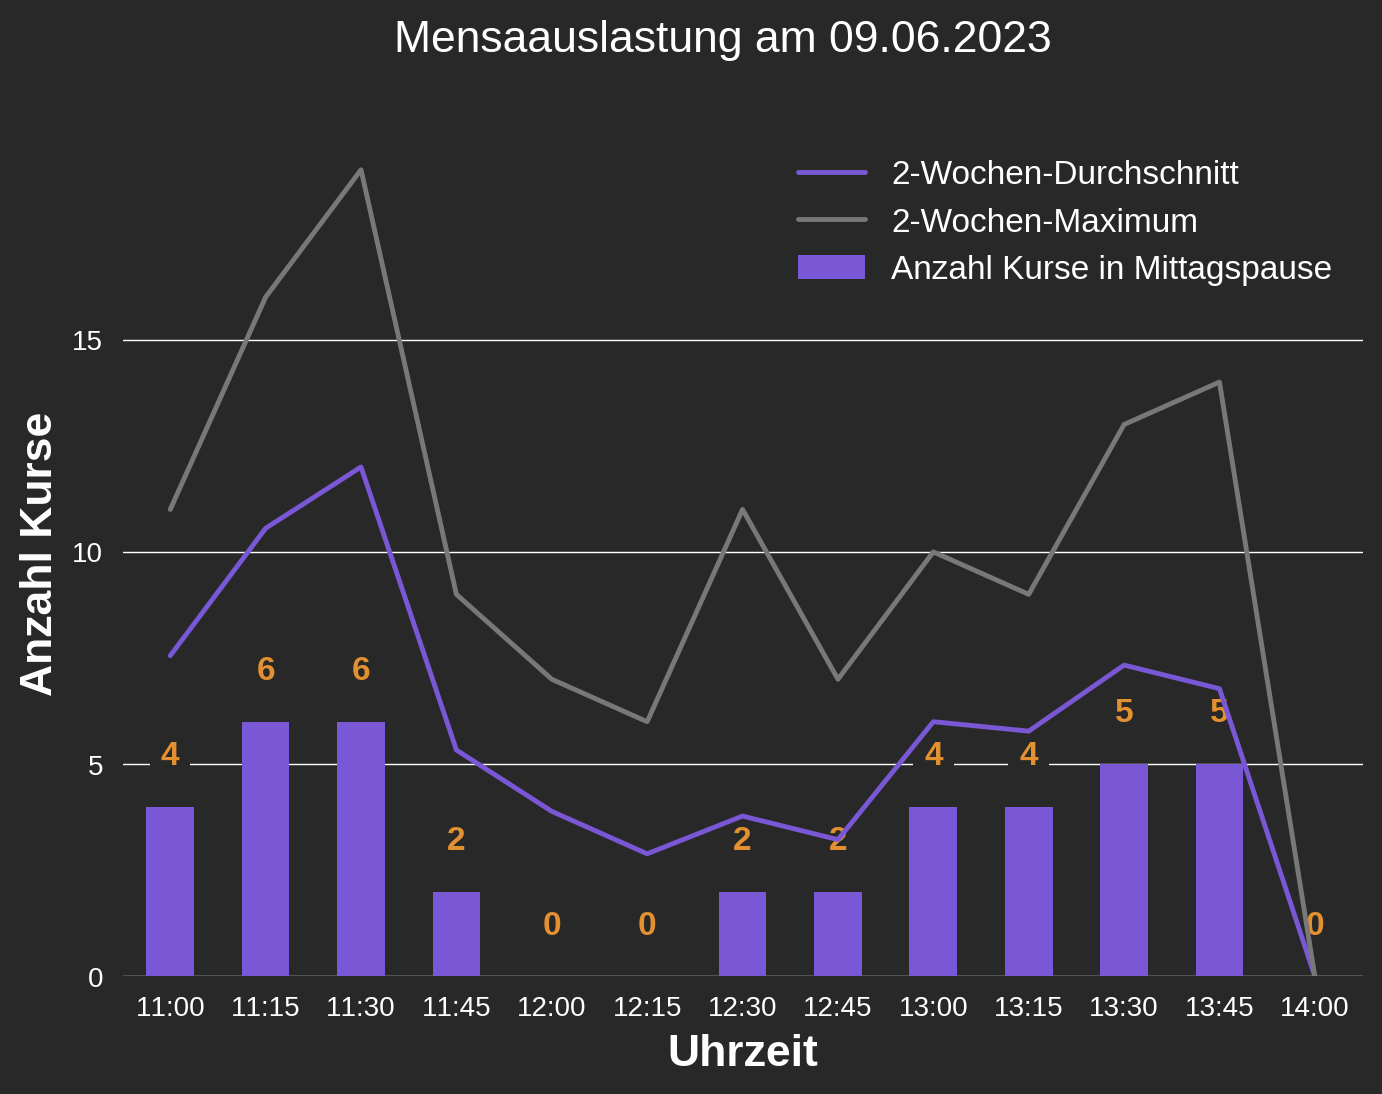 Mensaauslastung am 09.06.2023
2-Wochen-Durchschnitt
2-Wochen-Maximum
Anzahl Kurse in Mittagspause
Anzahl Kurse
15
10
5
0
4
6
6
2
0
0
2
2
4
4
5
5
0
11:00 11:15 11:30 11:45 12:00 12:15 12:30 12:45 13:00 13:15 13:30 13:45 14:00
Uhrzeit